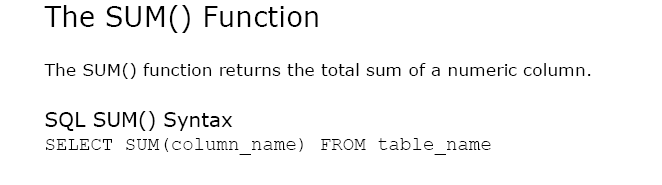 The SUM() Function
The SUM() function returns the total sum of a numeric column.
SQL SUM() Syntax
SELECT SUM(column_name) FROM table_name